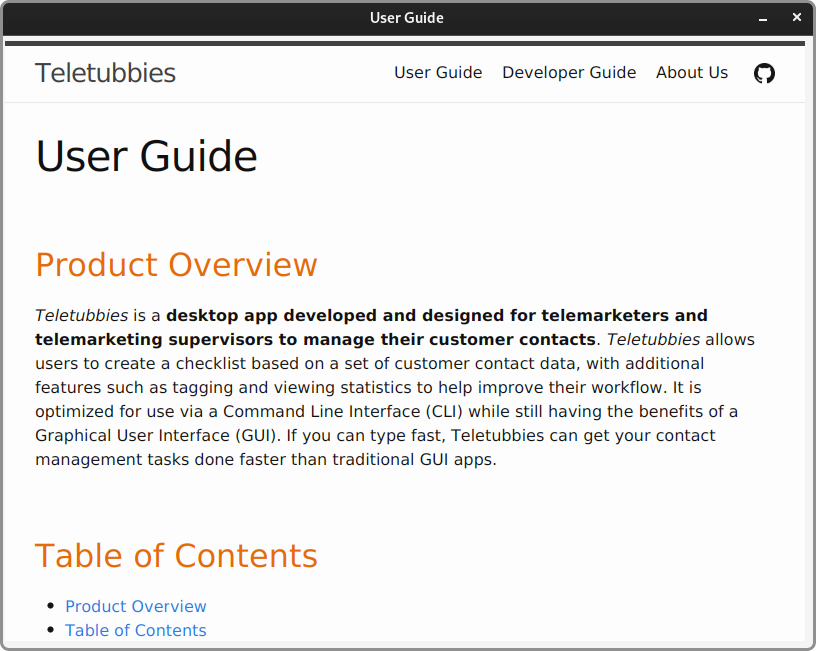 User Guide
Teletubbies
User Guide Developer Guide About Us
User Guide
Product Overview
Teletubbies is a desktop app developed and designed for telemarketers and
telemarketing supervisors to manage their customer contacts. Teletubbies allows
users to create a checklist based on a set of customer contact data, with additional
features such as tagging and viewing statistics to help improve their workflow. It is
optimized for use via a Command Line Interface (CLI) while still having the benefits of a
Graphical User Interface (GUI). If you can type fast, Teletubbies can get your contact
management tasks done faster than traditional GUI apps.
Table of Contents
Product Overview
Table of Contents